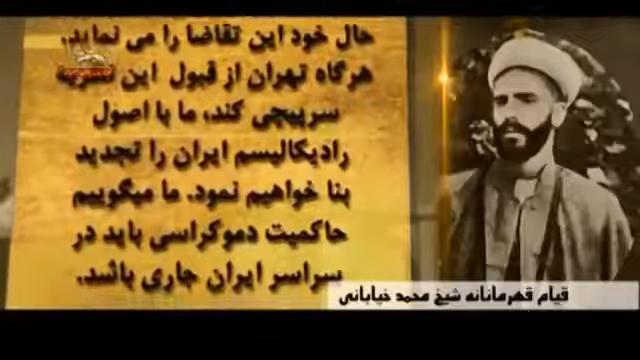 حال خود این تقاضا را می نماید.
هرگاه تهران از قبول این نظریه
سرپیچی کند، ما با اصول
رادیکالیسم ایران را تجدید
بنا خواهیم نمود. ما میگوییم
حاکمیت دموکراسی باید در
سراسر ایران جاری باشد.
قیام قهرمانانه شیخ محمد خیابانی